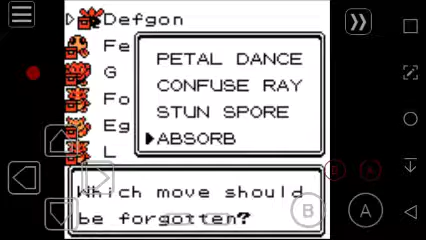 Defgon
Fe
G
Fo
Eg
L
PETAL DANCE
CONFUSE RAY
STUN SPORE
ABSORB
Which move should
be forgotten?
B
A